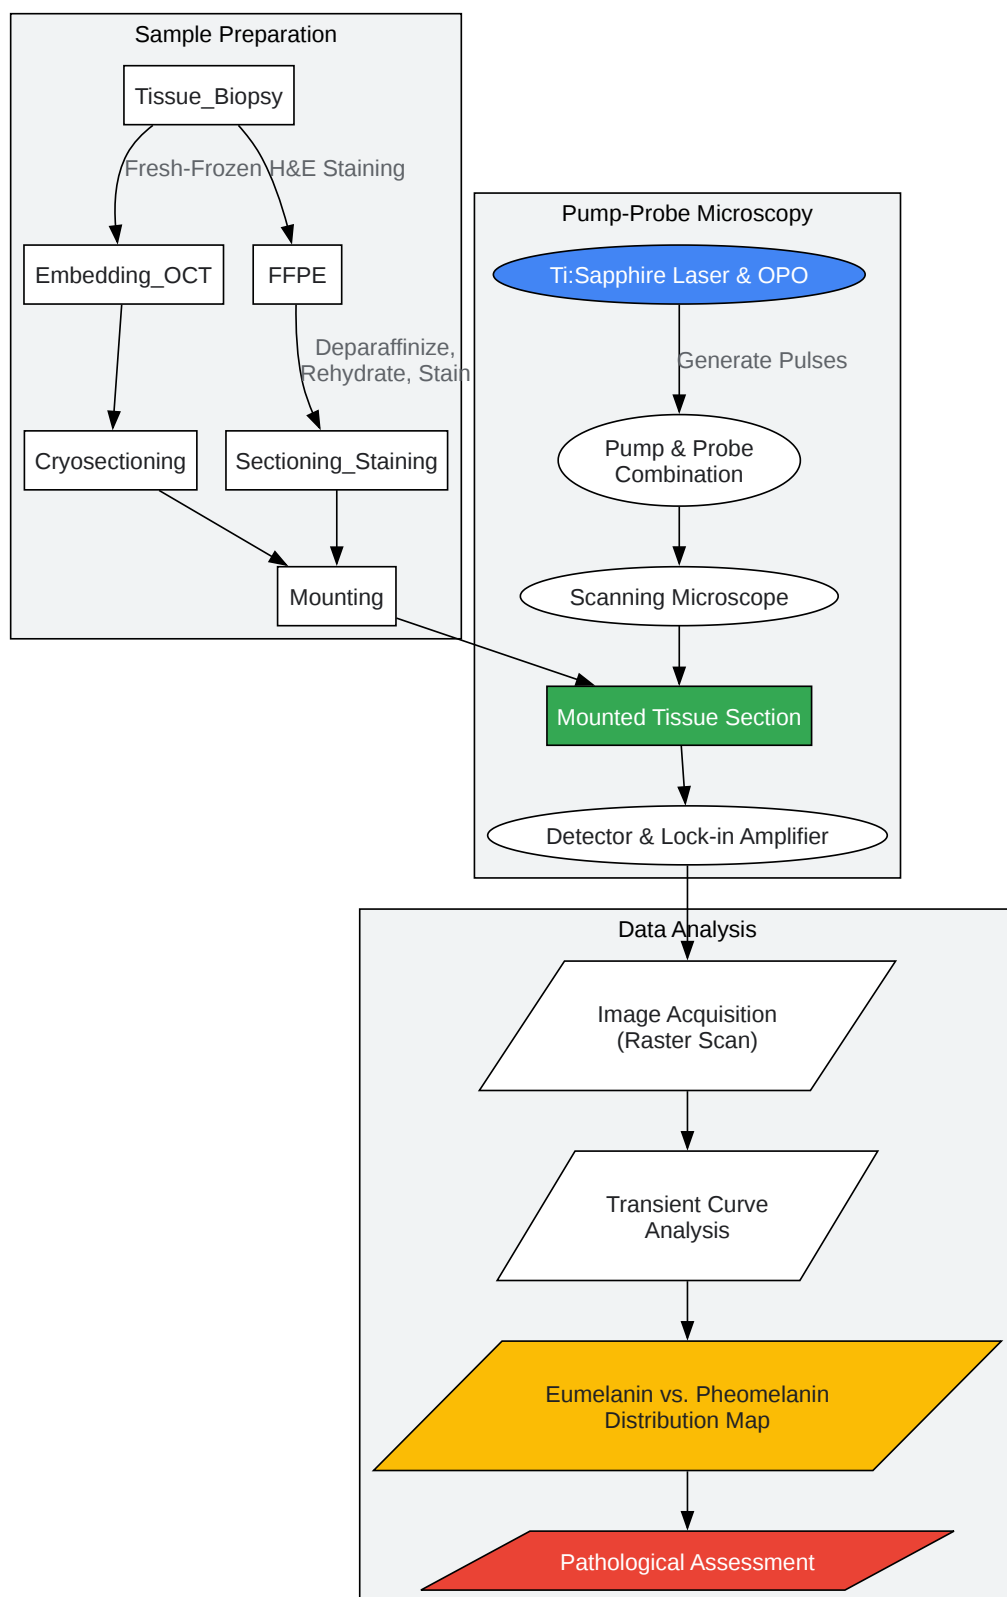 Sample Preparation
Tissue_Biopsy
Fresh-Frozen
H&E Staining
Embedding_OCT
FFPE
Deparaffinize,
Rehydrate, Stain
Cryosectioning
Sectioning_Staining
Mounting
Pump-Probe Microscopy
Ti:Sapphire Laser & OPO
Generate Pulses
Pump & Probe
Combination
Scanning Microscope
Mounted Tissue Section
Detector & Lock-in Amplifier
Data Analysis
Image Acquisition
(Raster Scan)
Transient Curve
Analysis
Eumelanin vs. Pheomelanin
Distribution Map
Pathological Assessment